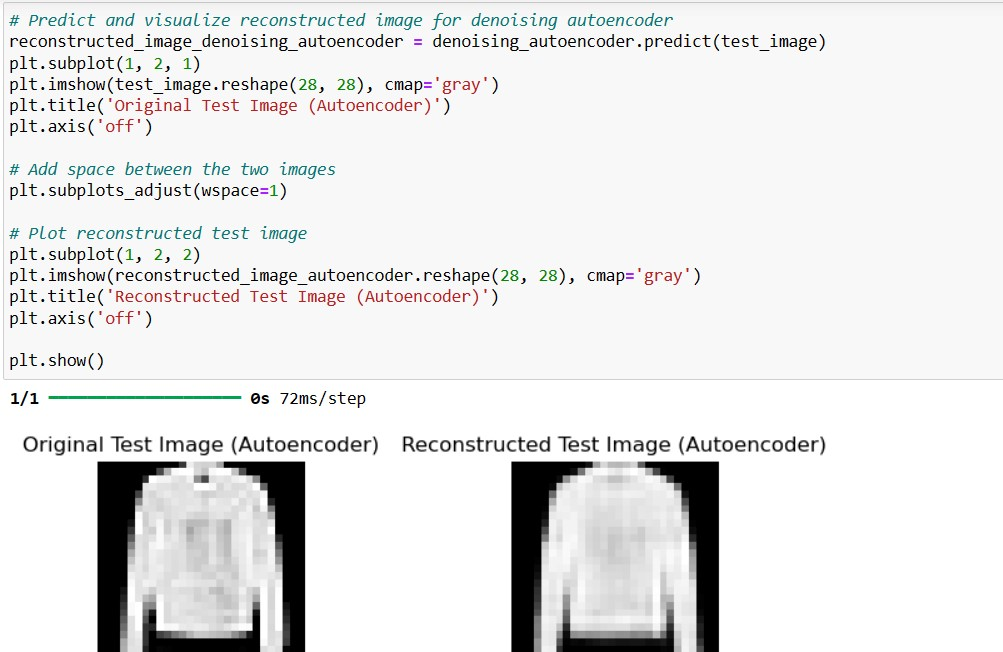 # Predict and visualize reconstructed image for denoising autoencoder
reconstructed_image_denoising_autoencoder = denoising_autoencoder.predict(test_image)
plt.subplot(1, 2, 1)
plt.imshow(test_image.reshape(28, 28), cmap='gray')
plt.title('Original Test Image (Autoencoder)')
plt.axis('off')
# Add space between the two images
plt.subplots_adjust(wspace=1)
# Plot reconstructed test image
plt.subplot(1, 2, 2)
plt.imshow(reconstructed_image_autoencoder.reshape(28, 28), cmap='gray')
plt.title('Reconstructed Test Image (Autoencoder)')
plt.axis('off')
plt.show()
1/1 0s 72ms/step
Original Test Image (Autoencoder) Reconstructed Test Image (Autoencoder)